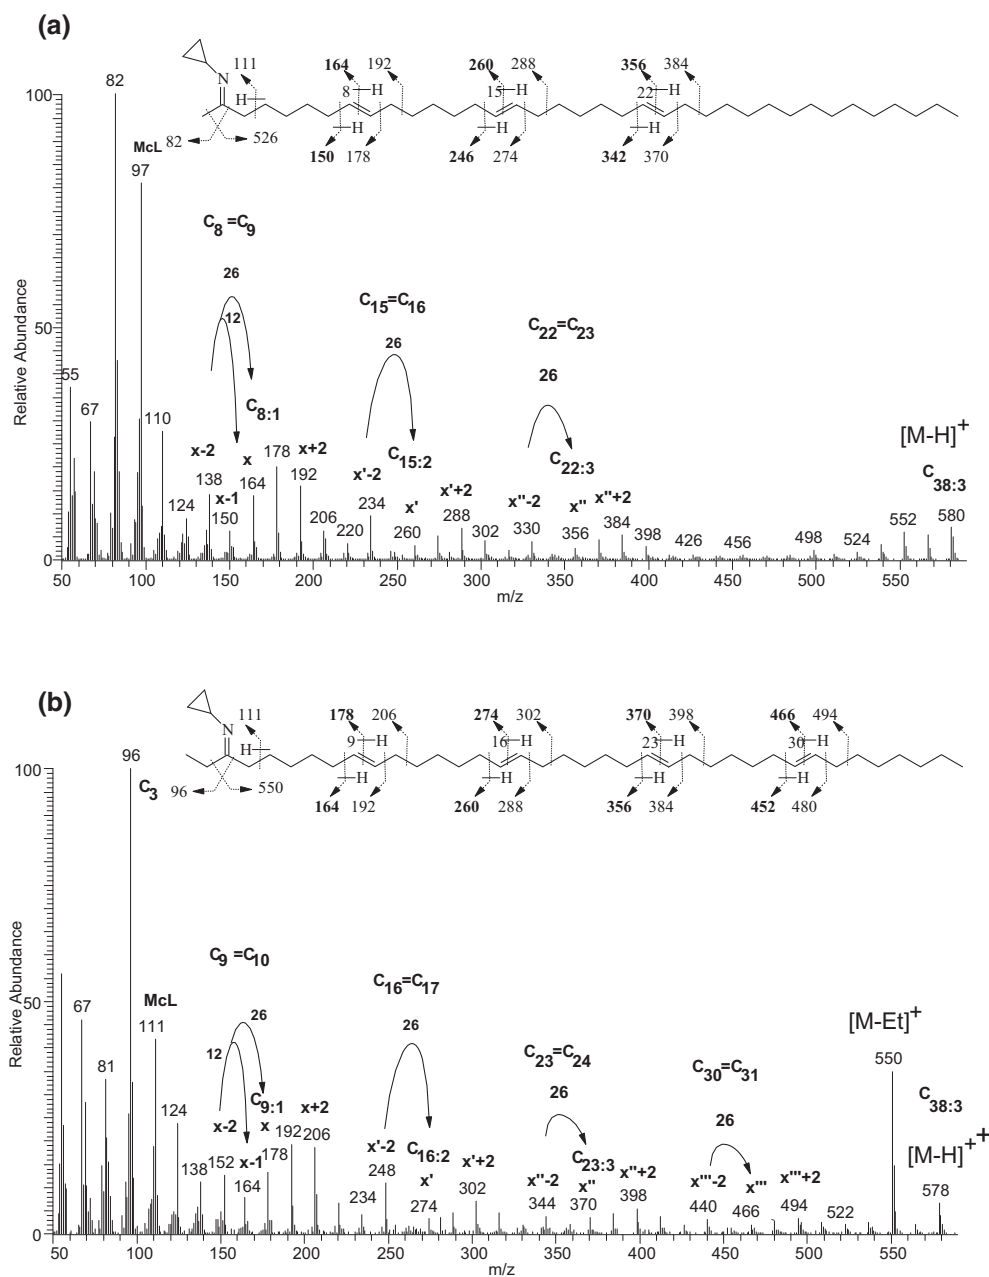 (a)
111 164 192 260 288 356 384
N
H 8 H 15 H 22 H
H H H
82 526 150 178 246 274 342 370
82
McL
97
C8=C9
26
12
C15=C16
26
C22=C23
26
Relative Abundance
100
50
0
55
67
110
124
x-2
138
x-1
150
C8:1
x
164
178
x+2
192
206
220
x'-2
234
C15:2
x'
260
x'+2
288
302
x''-2
330
C22:3
x''
356
x''+2
384
398
426
456
498
524
552
[M-H]+
C38:3
580
50 100 150 200 250 300 350 400 450 500 550
m/z
(b)
111 178 206 274 302 370 398 466 494
N
H 9 H 16 H 23 H 30 H
H H H H
96 550 164 192 260 288 356 384 452 480
96
C3
McL
111
C9=C10
26
12
C16=C17
26
C23=C24
26
C30=C31
26
Relative Abundance
100
50
0
67
81
124
138
x-2
152
x-1
164
C9:1
x
178
192
x+2
206
234
x'-2
248
C16:2
x'
274
x'+2
302
x''-2
344
C23:3
x''
370
x''+2
398
x'''-2
440
x'''
466
x'''+2
494
522
[M-Et]+
550
C38:3
[M-H]++
578
50 100 150 200 250 300 350 400 450 500 550
m/z